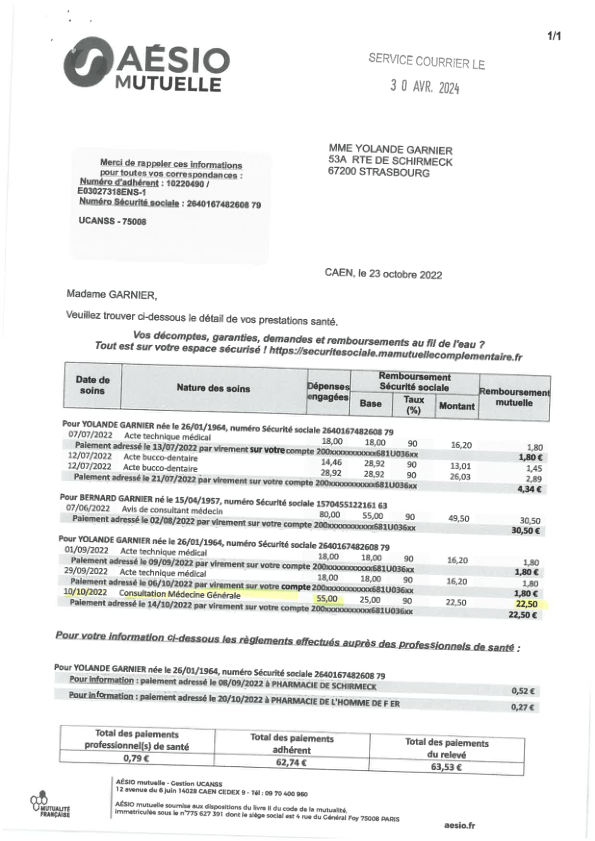 1/1
AÉSIO
MUTUELLE
SERVICE COURRIER LE
30 AVR. 2024
MME YOLANDE GARNIER
53A RTE DE SCHIRMECK
67200 STRASBOURG
Merci de rappeler ces informations
pour toutes vos correspondances :
Numéro d'adhérent : 10220490 /
E03027318ENS-1
Numéro Sécurité sociale : 2640167482608 79
UCANSS - 75008
CAEN, le 23 octobre 2022
Madame GARNIER,
Veuillez trouver ci-dessous le détail de vos prestations santé.
Vos décomptes, garanties, demandes et remboursements au fil de l'eau ?
Tout est sur votre espace sécurisé ! https://securitesociale.mamutuellecomplementaire.fr
Date de soins Nature des soins Dépenses engagées Remboursement Sécurité sociale Base Taux (%) Montant Remboursement mutuelle
Pour YOLANDE GARNIER née le 26/01/1964, numéro Sécurité sociale 2640167482608 79
07/07/2022 Acte technique médical 18,00 18,00 90 16,20 1,80
Paiement adressé le 13/07/2022 par virement sur votre compte 200xxxxxxxxxxx681U036xx 1,80 €
12/07/2022 Acte bucco-dentaire 14,46 28,92 90 13,01 1,45
12/07/2022 Acte bucco-dentaire 28,92 28,92 90 26,03 2,89
Paiement adressé le 21/07/2022 par virement sur votre compte 200xxxxxxxxxxx681U036xx 4,34 €
Pour BERNARD GARNIER né le 15/04/1957, numéro Sécurité sociale 1570455122161 63
07/06/2022 Avis de consultant médecin 80,00 55,00 90 49,50 30,50
Paiement adressé le 02/08/2022 par virement sur votre compte 200xxxxxxxxxxx681U036xx 30,50 €
Pour YOLANDE GARNIER née le 26/01/1964, numéro Sécurité sociale 2640167482608 79
01/09/2022 Acte technique médical 18,00 18,00 90 16,20 1,80
Paiement adressé le 09/09/2022 par virement sur votre compte 200xxxxxxxxxxx681U036xx 1,80 €
29/09/2022 Acte technique médical 18,00 18,00 90 16,20 1,80
Paiement adressé le 06/10/2022 par virement sur votre compte 200xxxxxxxxxxx681U036xx 1,80 €
10/10/2022 Consultation Médecine Générale 55,00 25,00 90 22,50 22,50
Paiement adressé le 14/10/2022 par virement sur votre compte 200xxxxxxxxxxx681U036xx 22,50 €
Pour votre information ci-dessous les règlements effectués auprès des professionnels de santé :
Pour YOLANDE GARNIER née le 26/01/1964, numéro Sécurité sociale 2640167482608 79
Pour information : paiement adressé le 08/09/2022 à PHARMACIE DE SCHIRMECK 0,52 €
Pour information : paiement adressé le 20/10/2022 à PHARMACIE DE L'HOMME DE F ER 0,27 €
Total des paiements professionnel(s) de santé Total des paiements adhérent Total des paiements du relevé
0,79 € 62,74 € 63,53 €
MUTUALITÉ
FRANÇAISE
AÉSIO mutuelle - Gestion UCANSS
12 avenue du 6 juin 14028 CAEN CEDEX 9 - Tél : 09 70 400 960
AÉSIO mutuelle soumise aux dispositions du livre II du code de la mutualité.
immatriculée sous le n°775 627 391 dont le siège social est 4 rue du Général Foy 75008 PARIS
aesio.fr